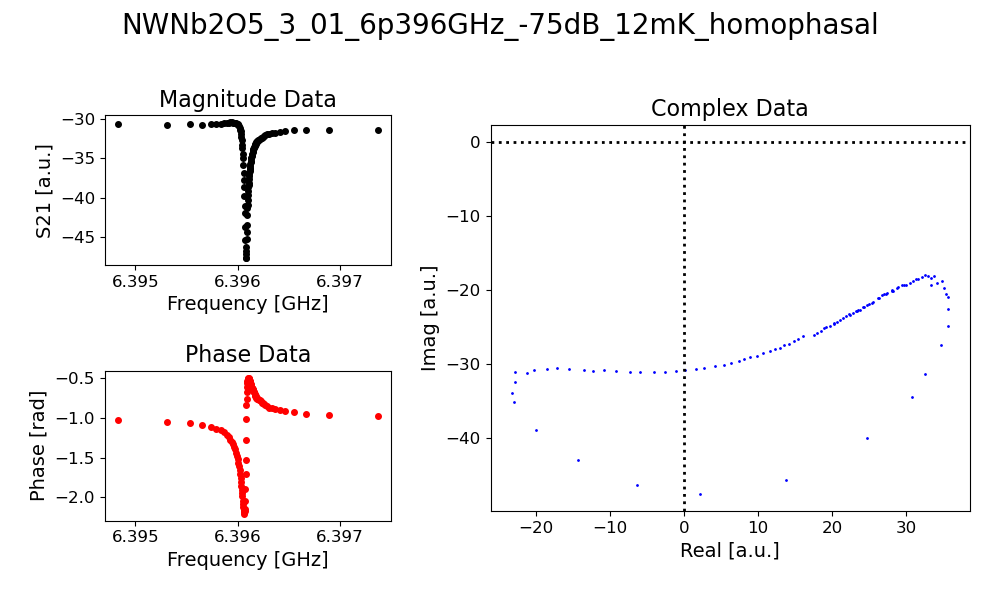 NWNb2O5_3_01_6p396GHz_-75dB_12mK_homophasal
Magnitude Data
−30
−35
−40
−45
S21 [a.u.]
6.395
6.396
6.397
Frequency [GHz]
Phase Data
−0.5
−1.0
−1.5
−2.0
Phase [rad]
6.395
6.396
6.397
Frequency [GHz]
Complex Data
0
−10
−20
−30
−40
Imag [a.u.]
−20
−10
0
10
20
30
Real [a.u.]